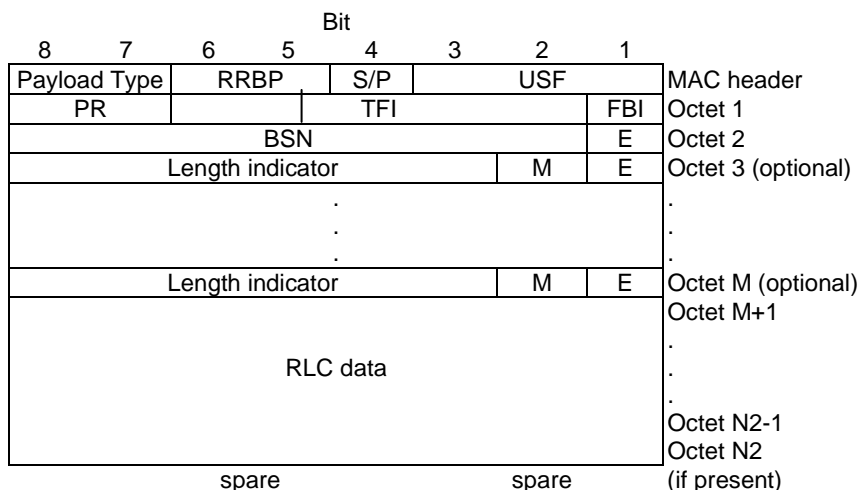 Bit
8 7 6 5 4 3 2 1
Payload Type RRBP S/P USF MAC header
PR TFI FBI Octet 1
BSN E Octet 2
Length indicator M E Octet 3 (optional)
. .
. .
. .
Length indicator M E Octet M (optional)
Octet M+1
.
RLC data .
.
Octet N2-1
Octet N2
spare spare (if present)